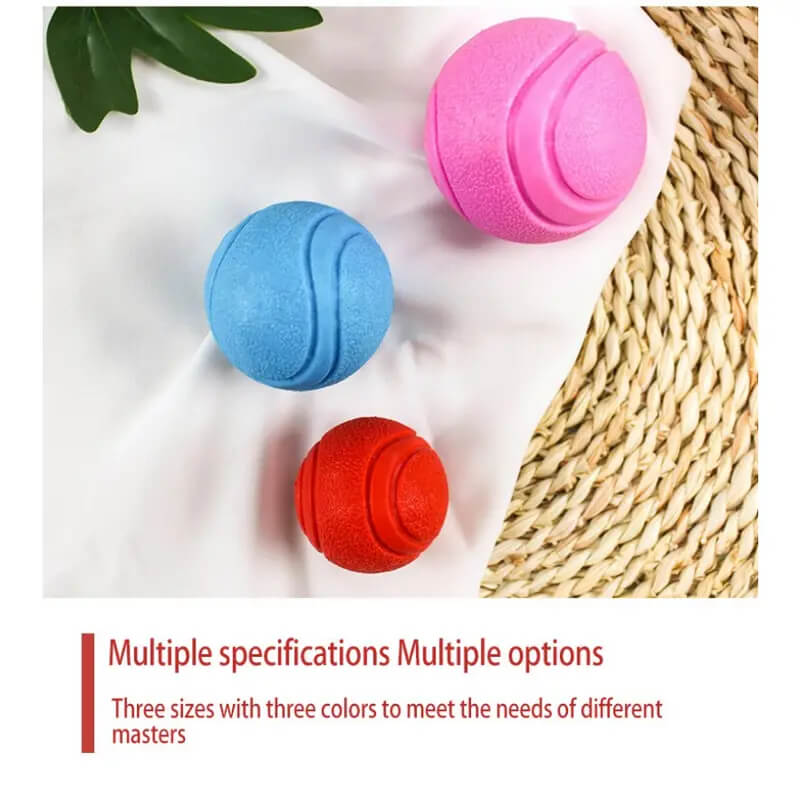 Multiple specifications Multiple options
Three sizes with three colors to meet the needs of different
masters